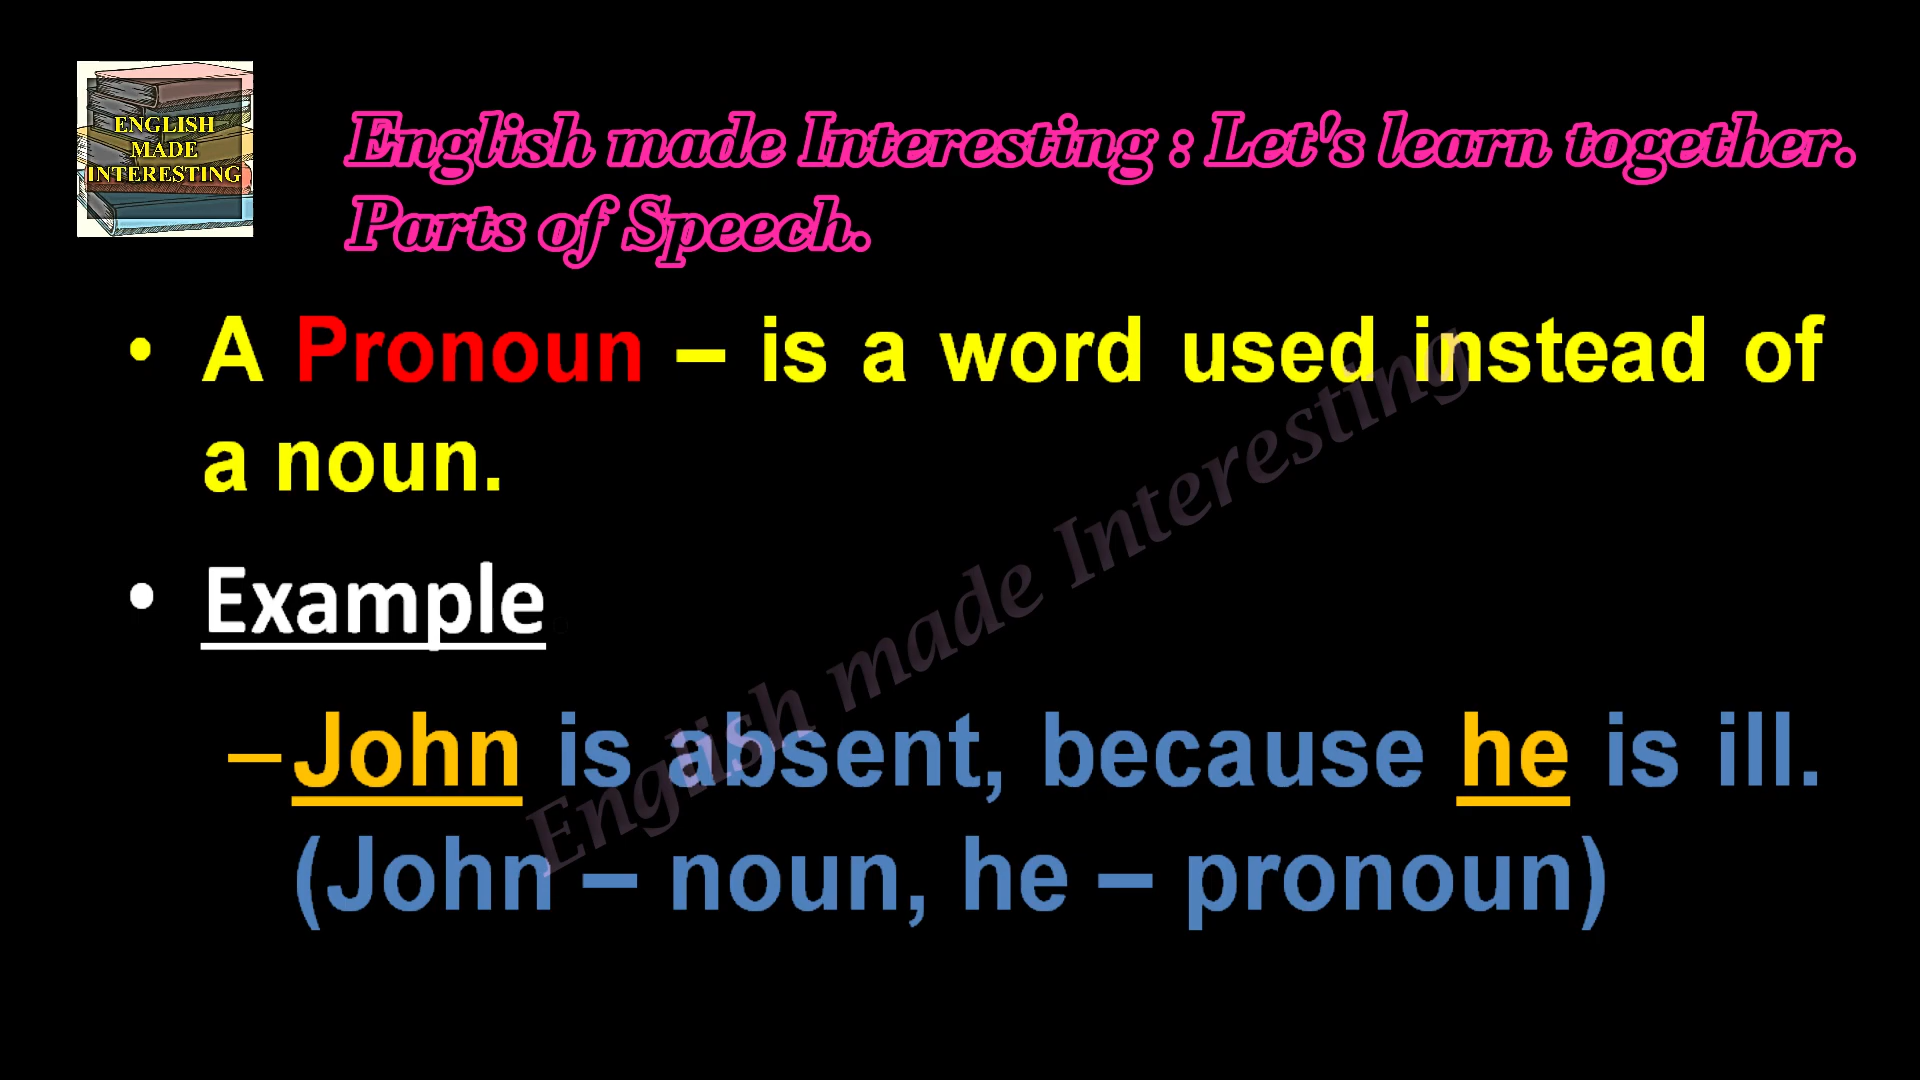 ENGLISH
MADE
INTERESTING
English made Interesting : Let's learn together.
Parts of Speech.
• A Pronoun – is a word used instead of
a noun.
• Example
–John is absent, because he is ill.
(John – noun, he – pronoun)
English made Interesting